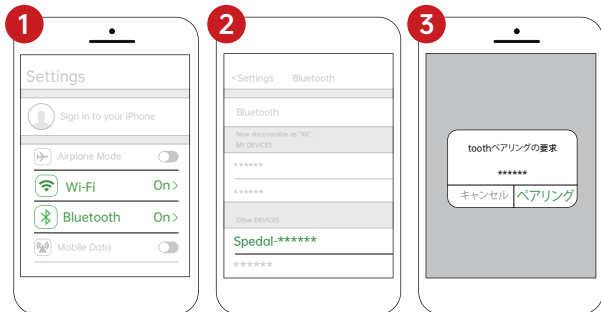 1
Settings
Sign in to your iPhone
Airplane Mode
Wi-Fi On >
Bluetooth On >
Mobile Data
2
< Settings Bluetooth
Bluetooth
Now discoverable as "X6"
MY DEVICES
******
******
Other DEVICES
Spedal-******
******
3
toothペアリングの要求
******
キャンセル ペアリング